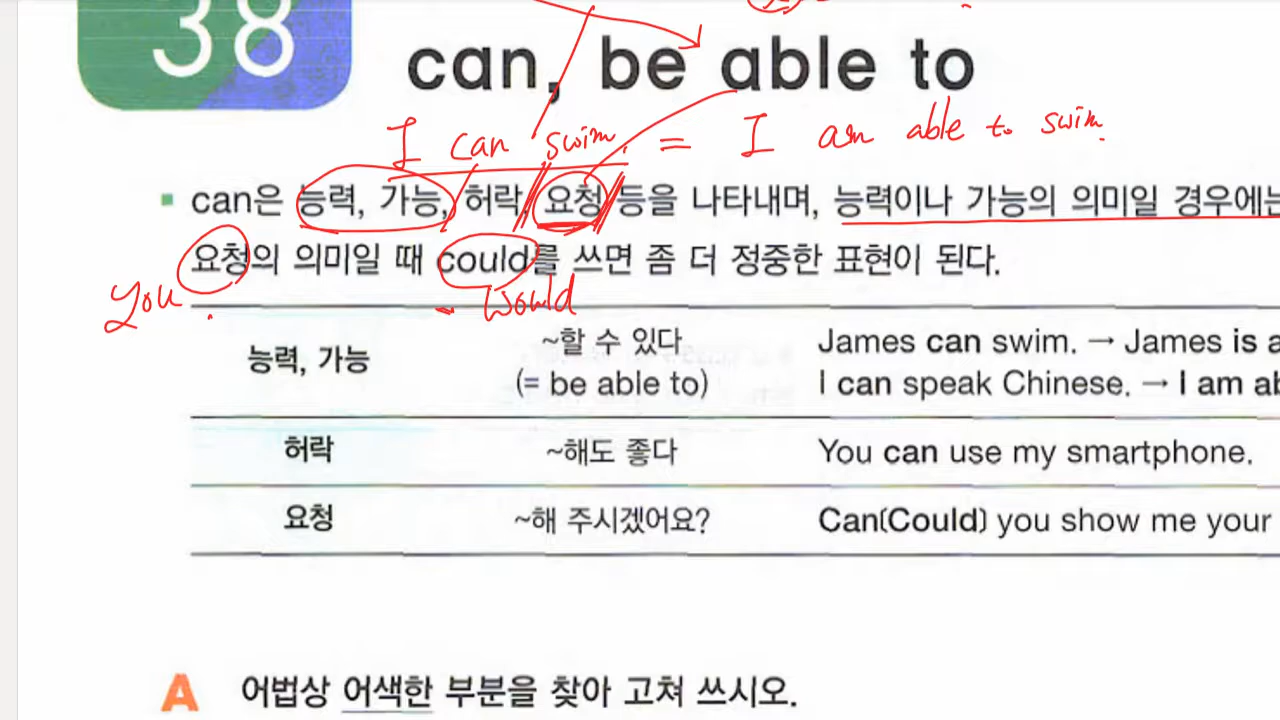 38
can, be able to
I can swim. = I am able to swim.
can은 능력, 가능, 허락, 요청 등을 나타내며, 능력이나 가능의 의미일 경우에는
요청의 의미일 때 could를 쓰면 좀 더 정중한 표현이 된다.
you would
능력, 가능 ~할 수 있다 James can swim. → James is a
(= be able to) I can speak Chinese. → I am ab
허락 ~해도 좋다 You can use my smartphone.
요청 ~해 주시겠어요? Can(Could) you show me your
A 어법상 어색한 부분을 찾아 고쳐 쓰시오.